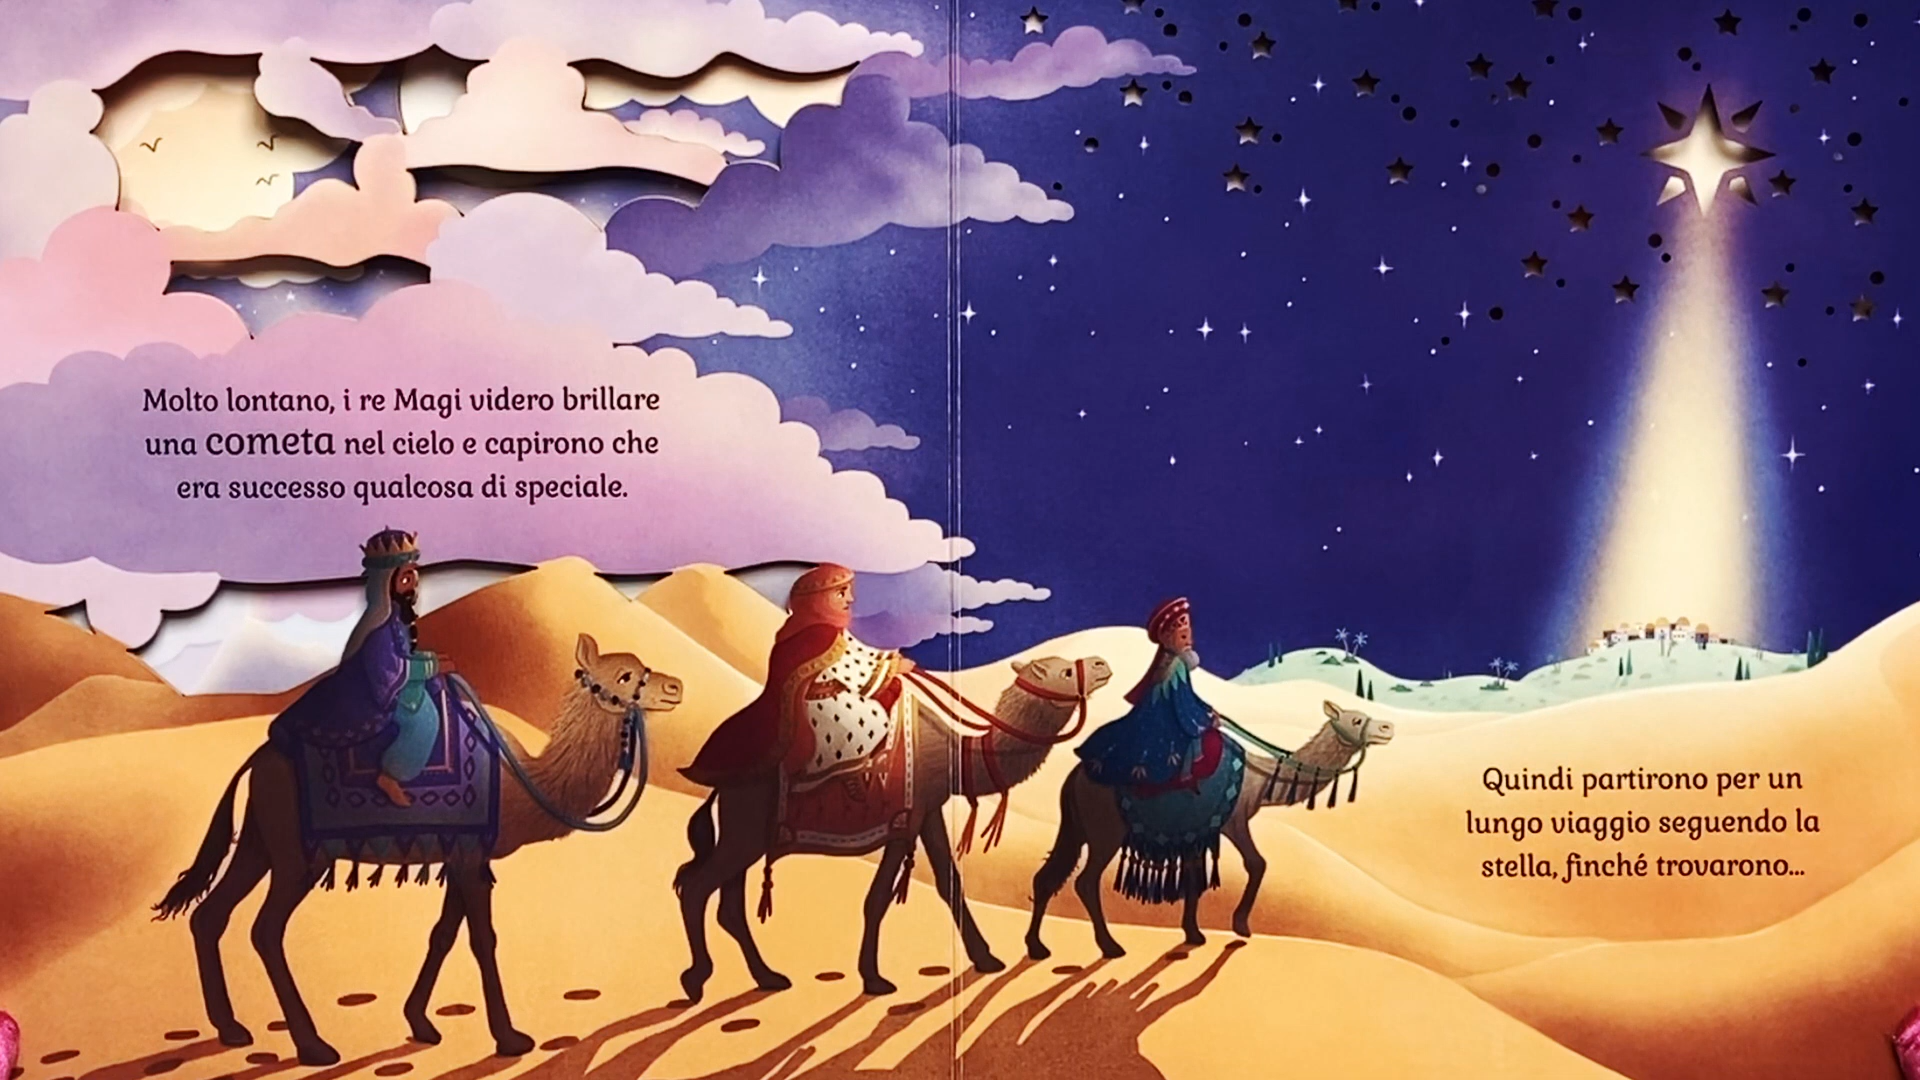 Molto lontano, i re Magi videro brillare
una cometa nel cielo e capirono che
era successo qualcosa di speciale.
Quindi partirono per un
lungo viaggio seguendo la
stella, finché trovarono...